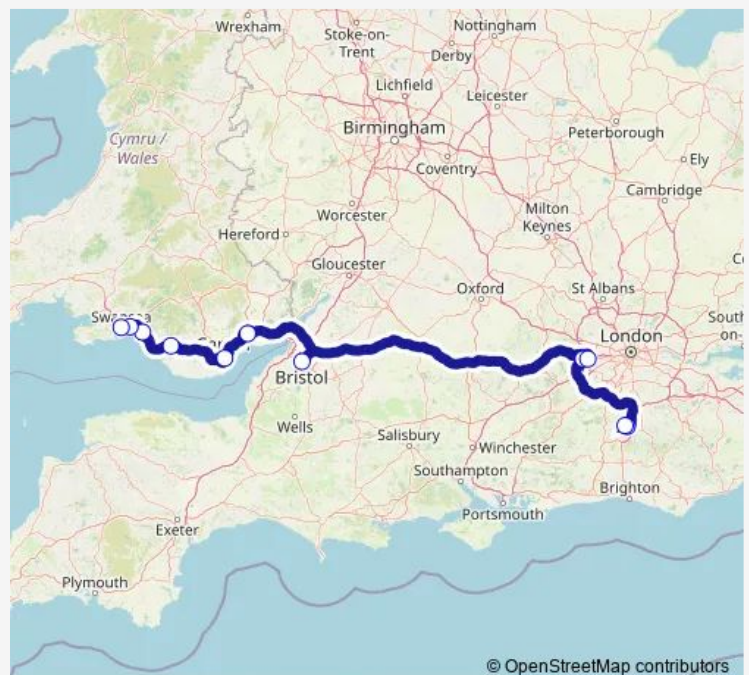 Wrexham
Stoke-on-
Trent
Nottingham
Derby
Lichfield
Leicester
Peterborough
Birmingham
Cymru /
Wales
Coventry
Ely
Cambridge
Worcester
Milton
Keynes
Hereford
Gloucester
Oxford
St Albans
Swansea
London
South
on-
Bristol
Wells
Salisbury
Winchester
Southampton
Brighton
Portsmouth
Exeter
Plymouth
© OpenStreetMap contributors